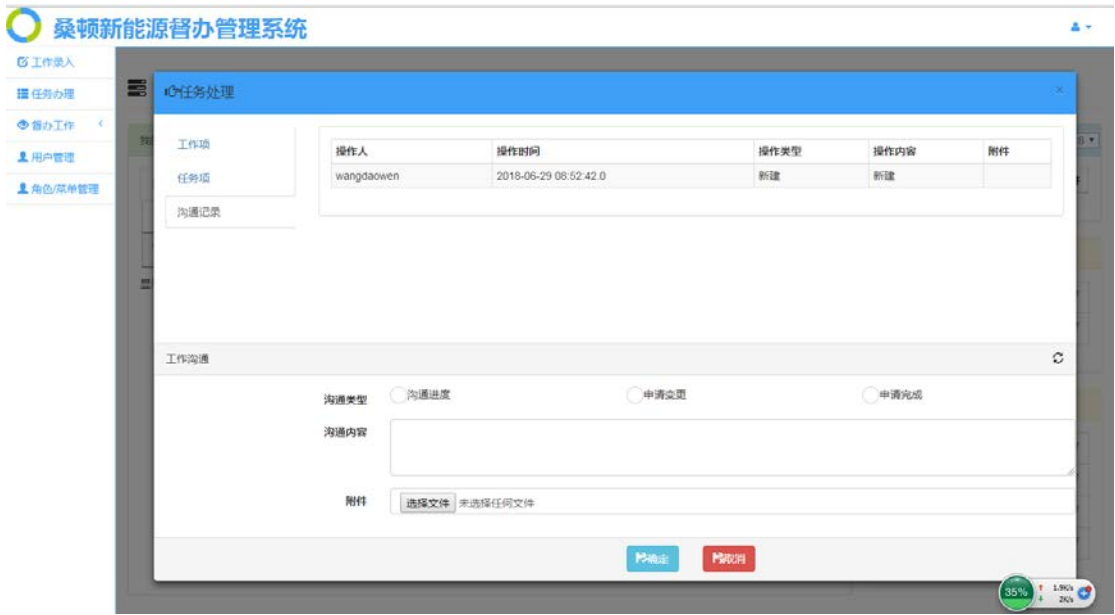 桑顿新能源督办管理系统
工作录入
任务办理
督办工作
用户管理
角色/菜单管理
任务处理
×
工作项
任务项
沟通记录
操作人 操作时间 操作类型 操作内容 附件
wangdaowen 2018-06-29 08:52:42.0 新建 新建
工作沟通
沟通类型 沟通进度 申请变更 申请完成
沟通内容
附件 选择文件 未选择任何文件
确定 取消
35% 1.9K/s
2K/s